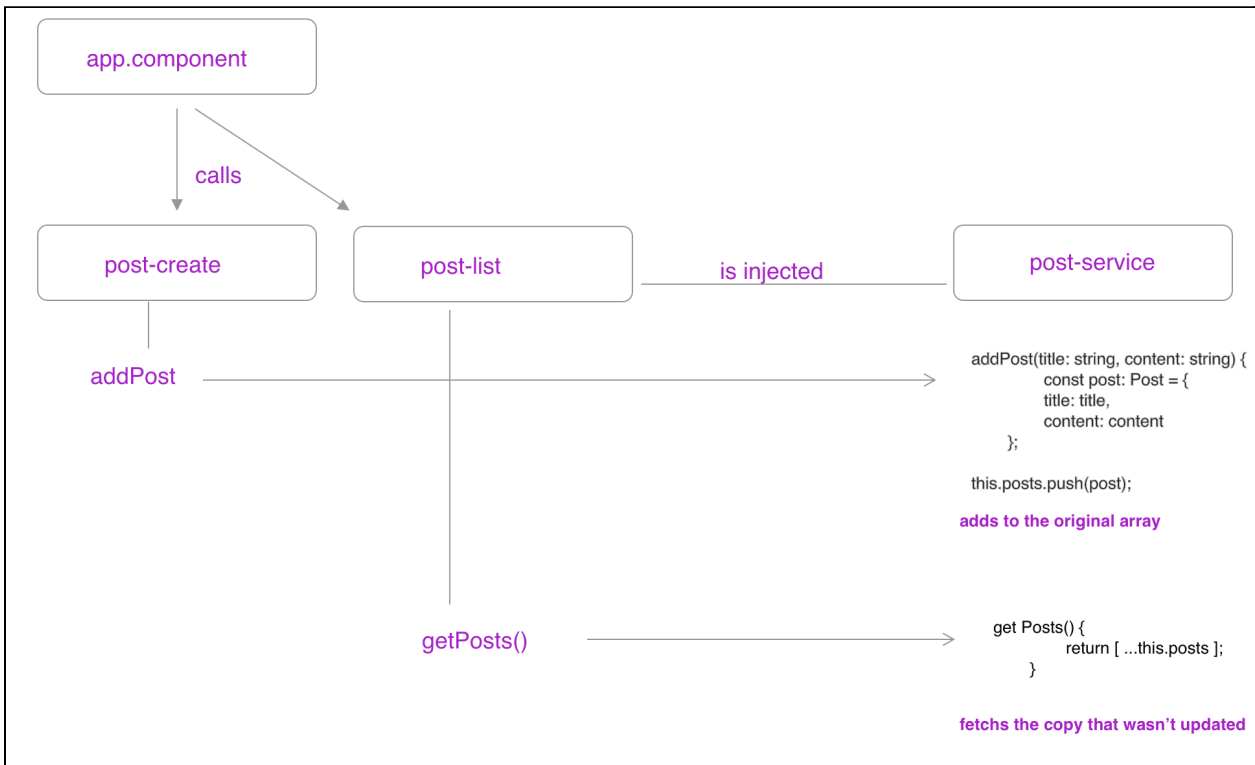 app.component
calls
post-create
post-list
is injected
post-service
addPost
addPost(title: string, content: string) {
const post: Post = {
title: title,
content: content
};
this.posts.push(post);
adds to the original array
getPosts()
get Posts() {
return [ ...this.posts ];
}
fetchs the copy that wasn’t updated